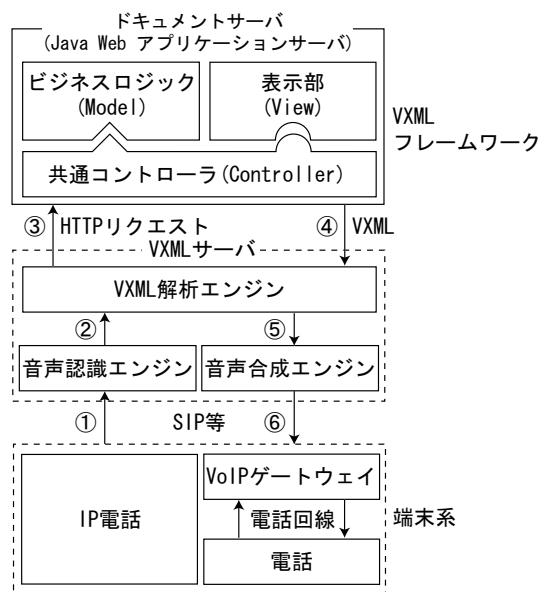 ドキュメントサーバ
(Java Web アプリケーションサーバ)
ビジネスロジック
(Model)
表示部
(View)
VXML
フレームワーク
共通コントローラ(Controller)
③ HTTPリクエスト
④ VXML
VXMLサーバ
VXML解析エンジン
②
⑤
音声認識エンジン
音声合成エンジン
①
SIP等
⑥
IP電話
VoIPゲートウェイ
電話回線
電話
端末系